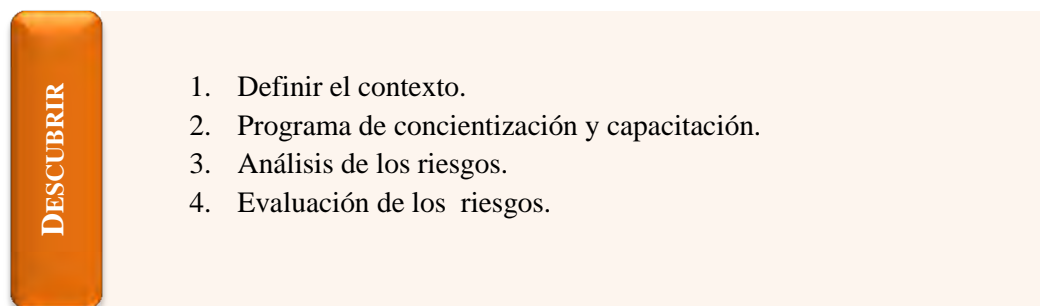 DESCUBRIR
1. Definir el contexto.
2. Programa de concientización y capacitación.
3. Análisis de los riesgos.
4. Evaluación de los  riesgos.